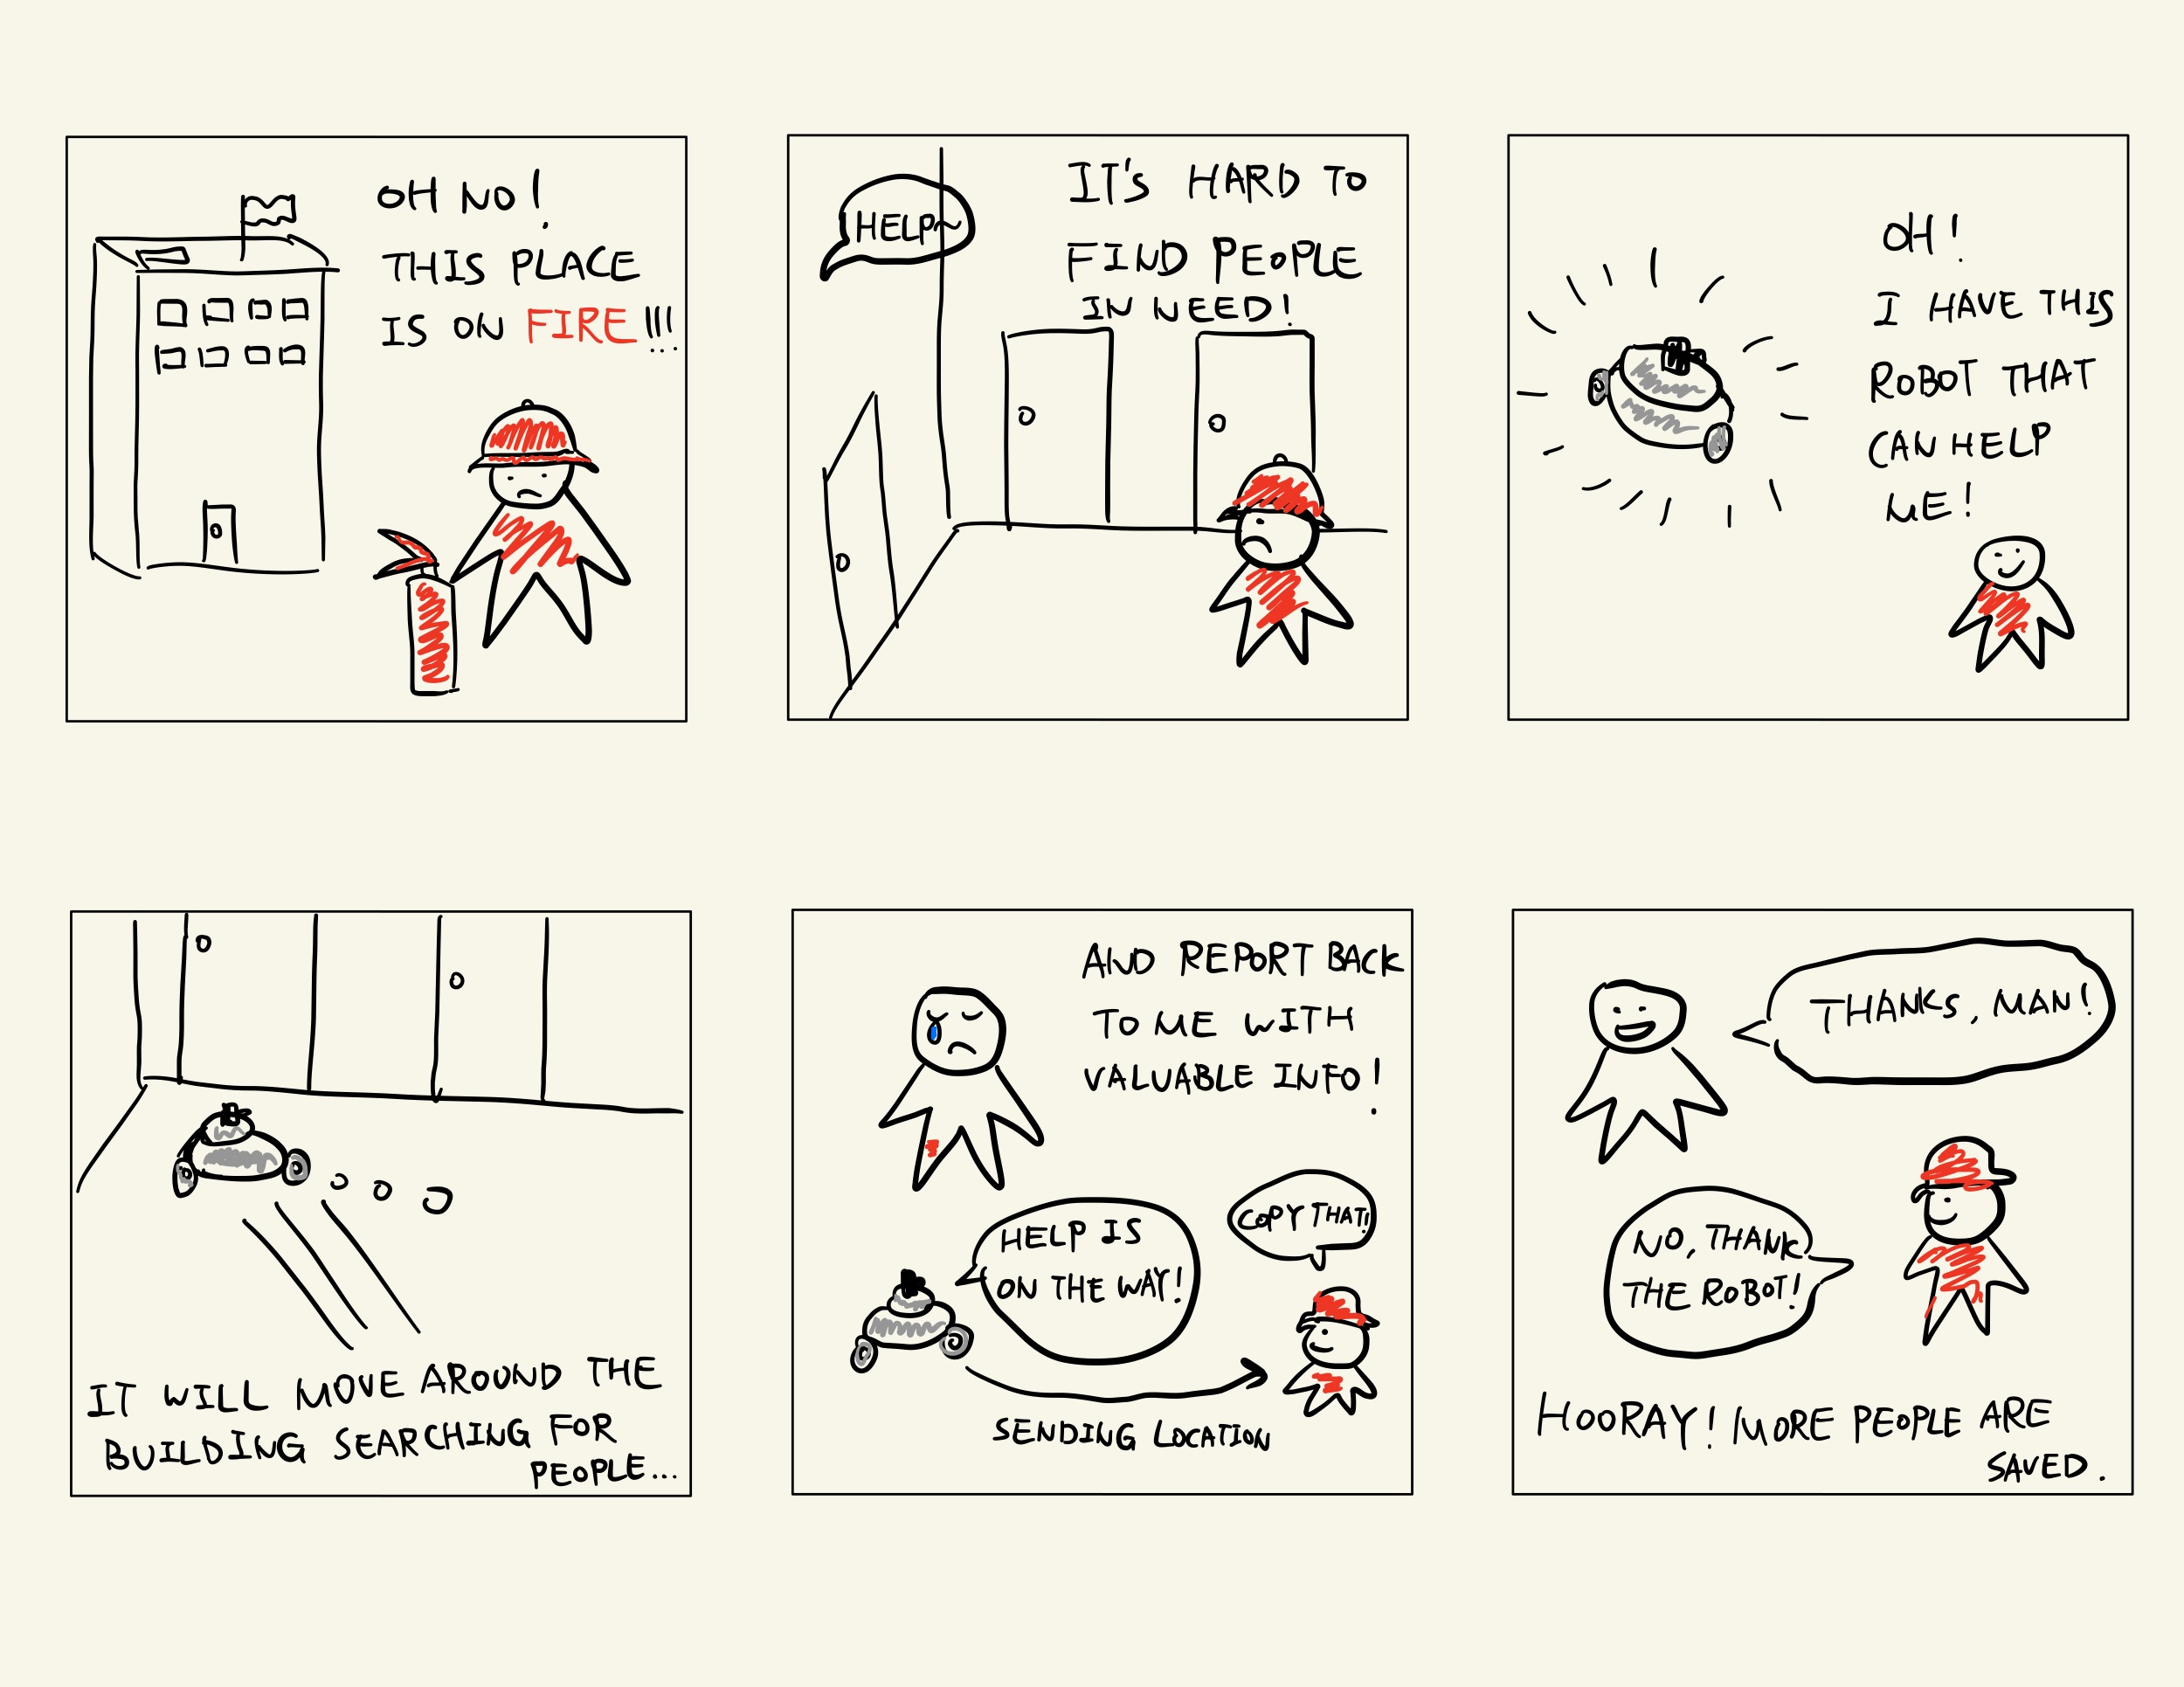 OH NO!
THIS PLACE
IS ON FIRE!!!
HELP~
IT'S HARD TO
FIND PEOPLE
IN NEED!
OH!
I HAVE THIS
ROBOT THAT
CAN HELP
ME!
IT WILL MOVE AROUND THE
BUILDING SEARCHING FOR
PEOPLE...
AND REPORT BACK
TO ME WITH
VALUABLE INFO!
HELP IS
ON THE WAY!
COPY THAT!
SENDING LOCATION
THANKS, MAN!
NO, THANK
THE ROBOT!
HOORAY! MORE PEOPLE ARE
SAVED.